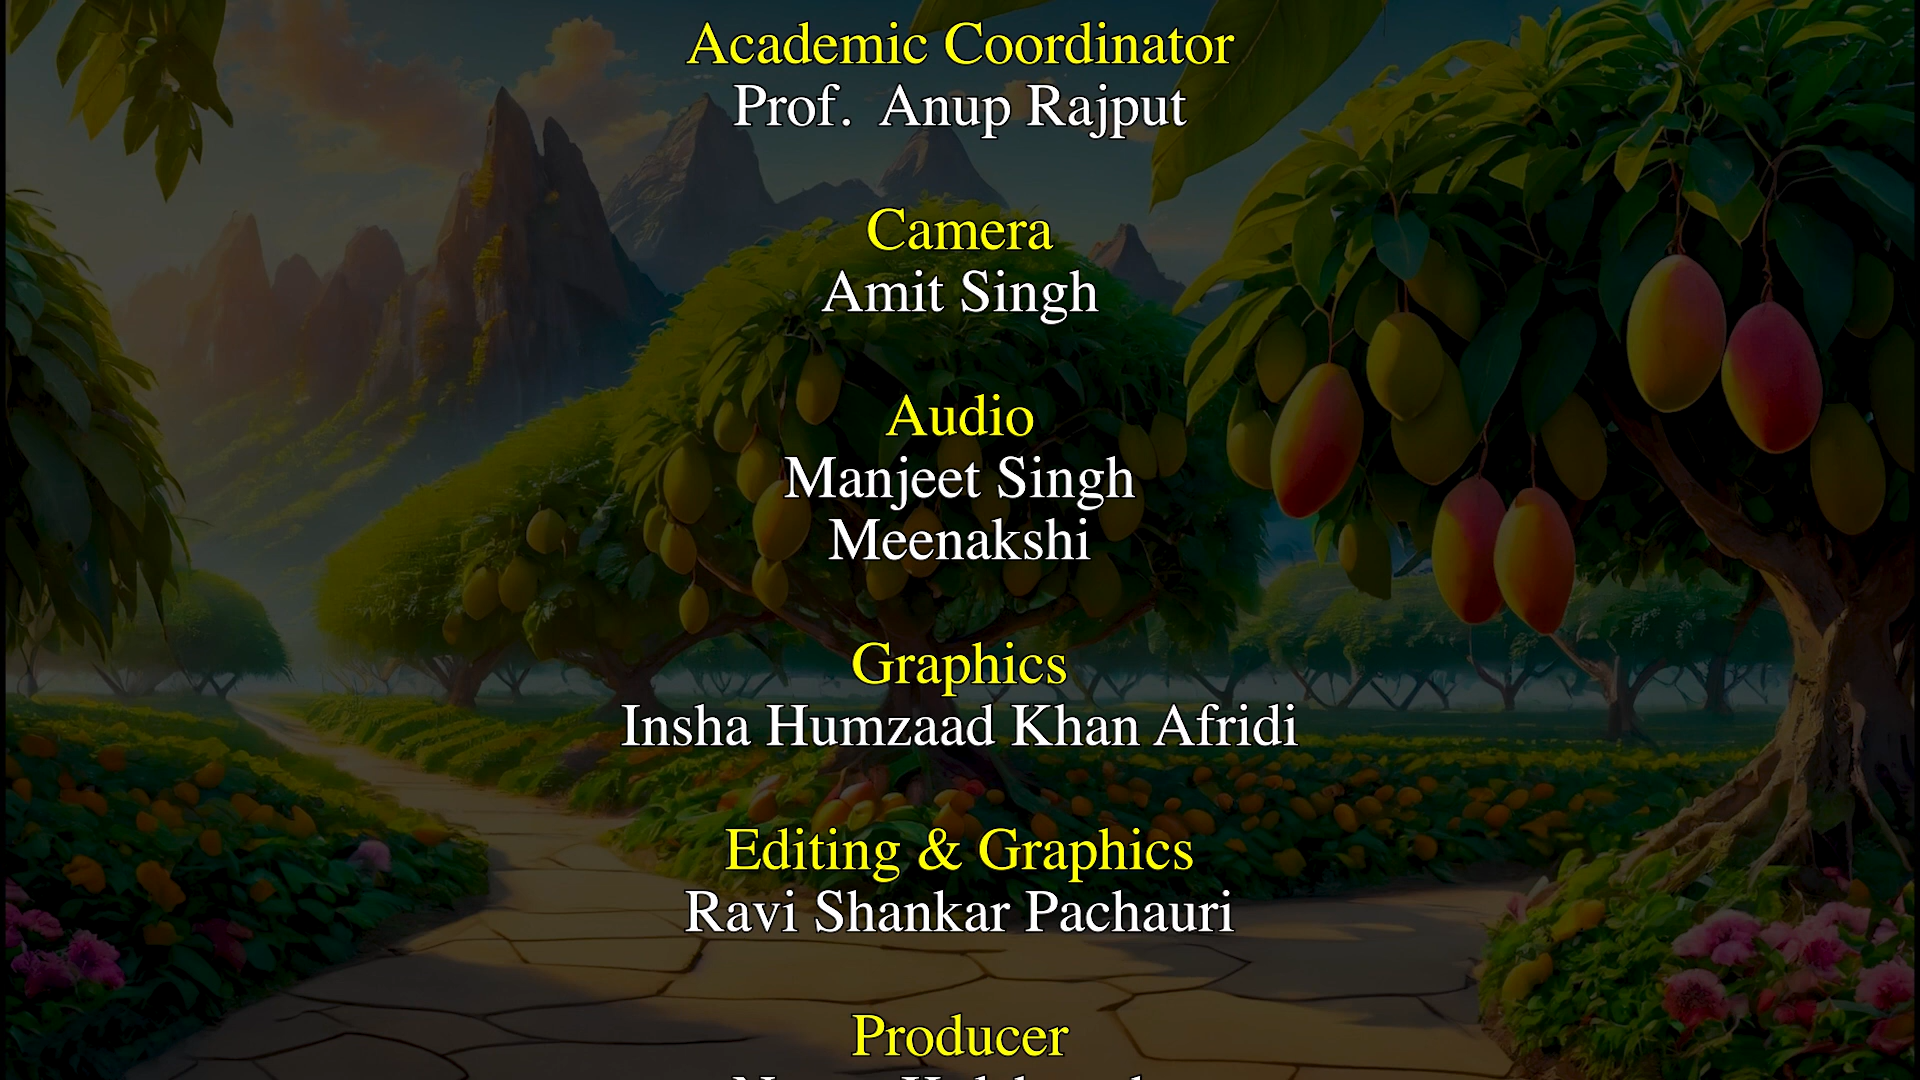 Academic Coordinator
Prof. Anup Rajput
Camera
Amit Singh
Audio
Manjeet Singh
Meenakshi
Graphics
Insha Humzaad Khan Afridi
Editing & Graphics
Ravi Shankar Pachauri
Producer